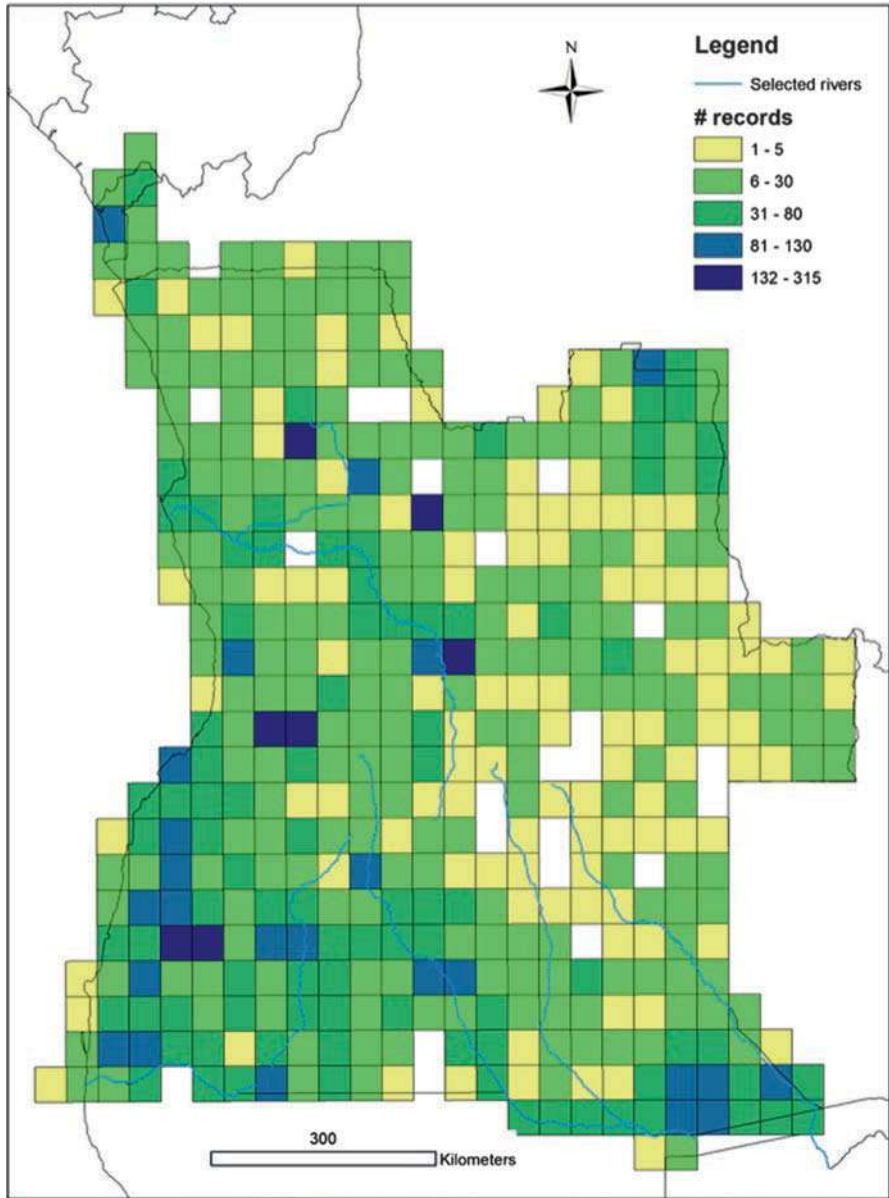 N
Legend
Selected rivers
# records
1 - 5
6 - 30
31 - 80
81 - 130
132 - 315
300
Kilometers